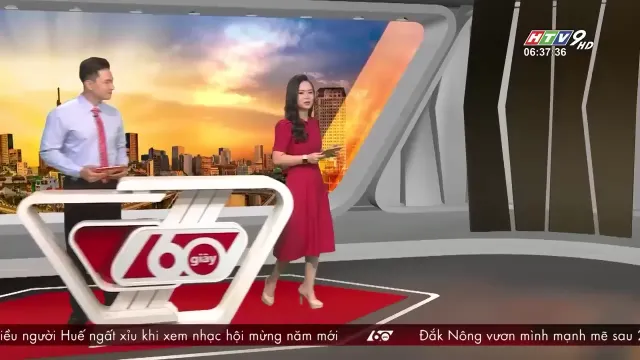 HTV9 HD
06:37:36
60 giây
iều người Huế ngất xỉu khi xem nhạc hội mừng năm mới 60 Đắk Nông vươn mình mạnh mẽ sau 2